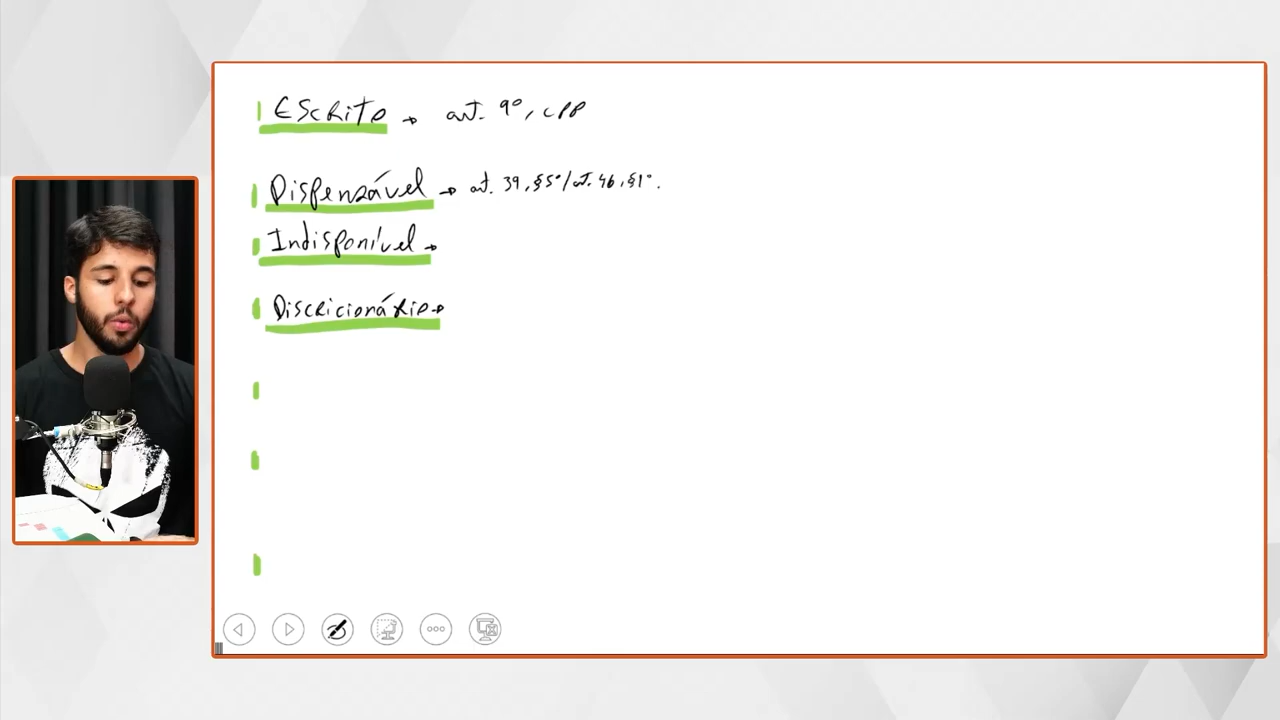 Escrito → art. 9º, CPP
Dispensável → art. 39, §5º/art. 46, §1º.
Indisponível →
Discricionário →